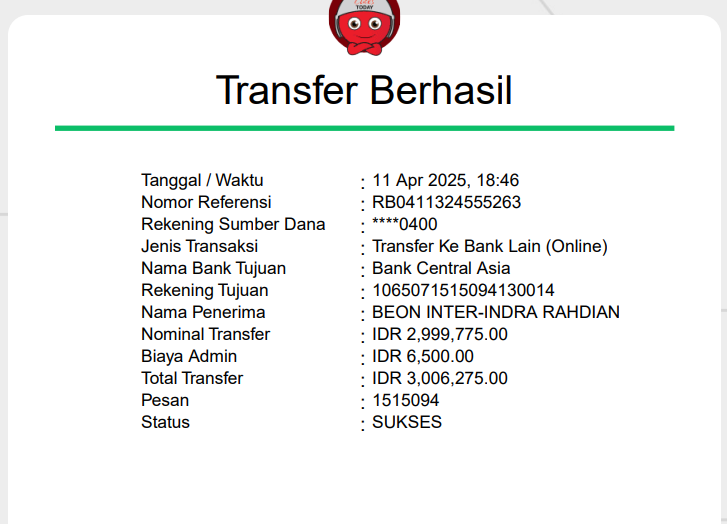 TODAY
Transfer Berhasil
Tanggal / Waktu : 11 Apr 2025, 18:46
Nomor Referensi : RB0411324555263
Rekening Sumber Dana : ****0400
Jenis Transaksi : Transfer Ke Bank Lain (Online)
Nama Bank Tujuan : Bank Central Asia
Rekening Tujuan : 1065071515094130014
Nama Penerima : BEON INTER-INDRA RAHDIAN
Nominal Transfer : IDR 2,999,775.00
Biaya Admin : IDR 6,500.00
Total Transfer : IDR 3,006,275.00
Pesan : 1515094
Status : SUKSES